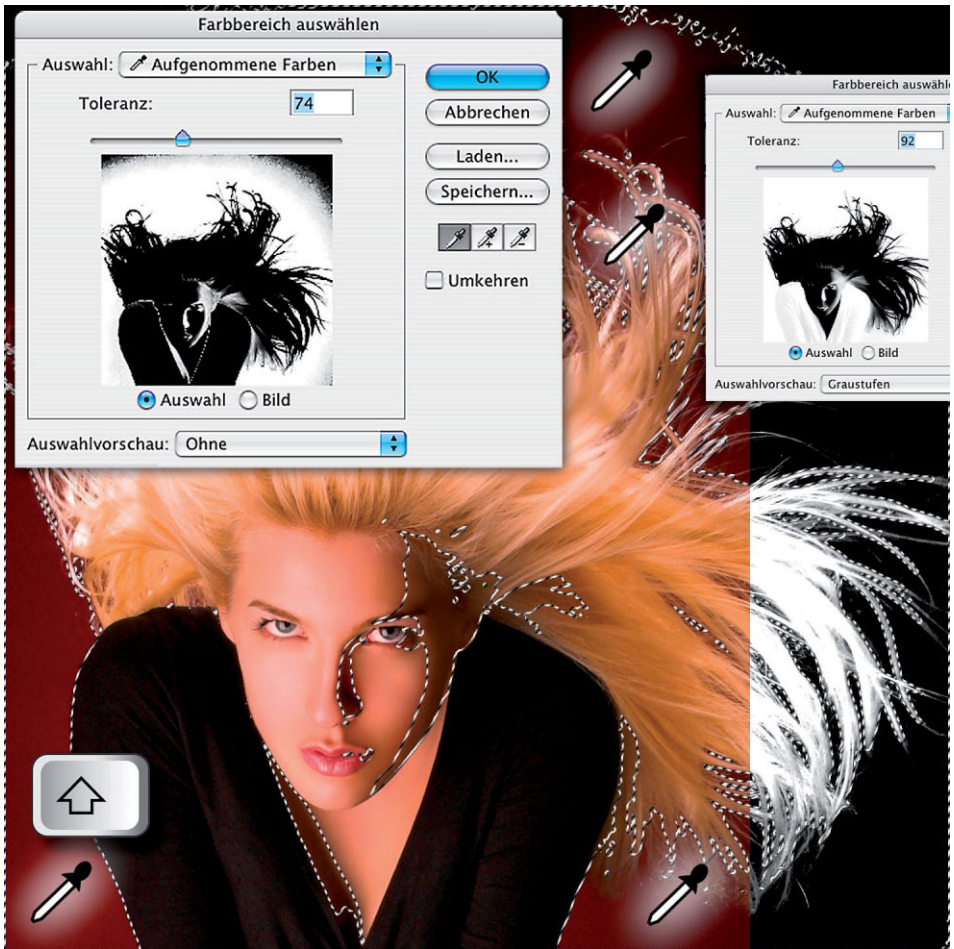 Farbbereich auswählen
Auswahl: Aufgenommene Farben
Toleranz: 74
OK
Abbrechen
Laden...
Speichern...
Umkehren
Auswahl Bild
Auswahlvorschau: Ohne
Farbbereich auswähle
Auswahl: Aufgenommene Farben
Toleranz: 92
Auswahl Bild
Auswahlvorschau: Graustufen